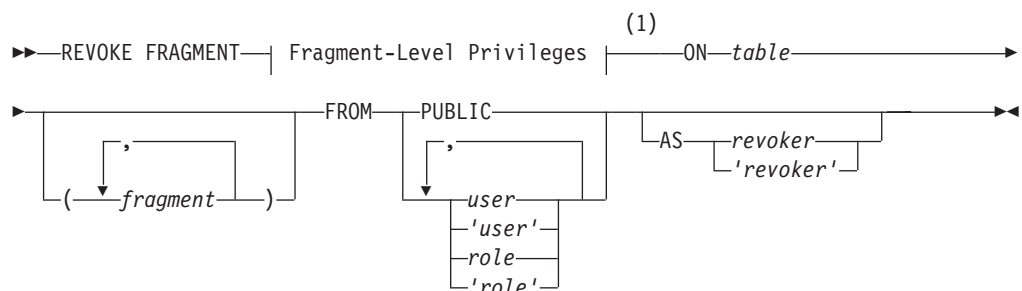 (1)
REVOKE FRAGMENT Fragment-Level Privileges ON table
FROM PUBLIC
, , AS revoker
'revoker'
( fragment ) user
'user'
role
'role'